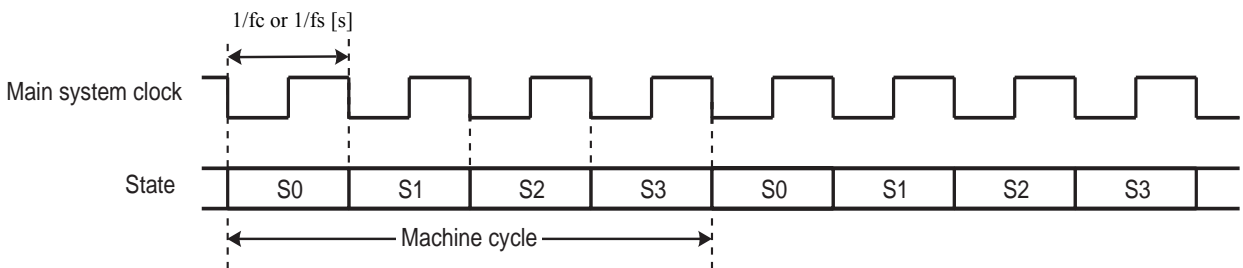 1/fc or 1/fs [s]
Main system clock
State S0 S1 S2 S3 S0 S1 S2 S3
Machine cycle